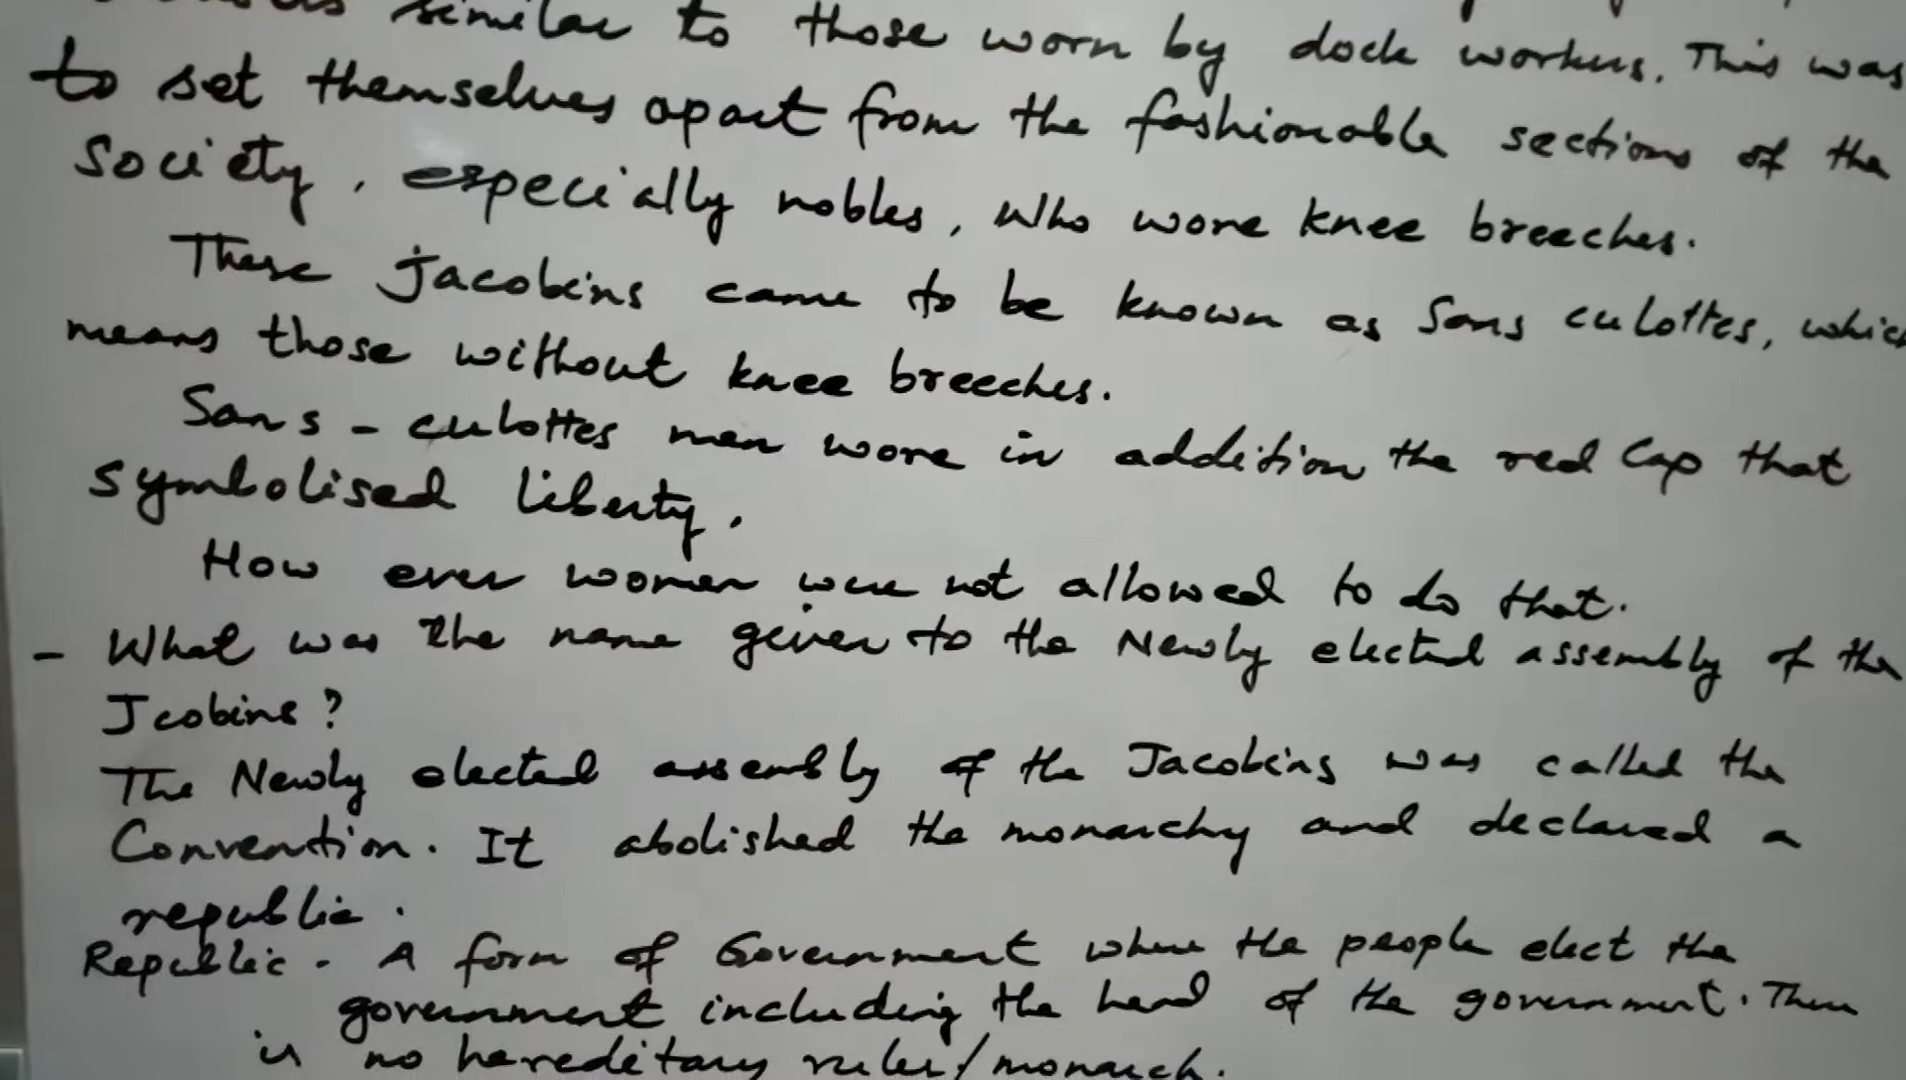 similar to those worn by dock workers. This was
to set themselves apart from the fashionable sections of the
society, especially nobles, who wore knee breeches.
These Jacobins came to be known as Sans culottes, which
means those without knee breeches.
Sans - culottes men wore in addition the red Cap that
symbolised liberty.
How ever women were not allowed to do that.
- What was the name given to the Newly elected assembly of the
Jcobins?
The Newly elected assembly of the Jacobins was called the
Convention. It abolished the monarchy and declared a
republic.
Republic - A form of Government where the people elect the
government including the head of the government. There
is no hereditary ruler/monarch.